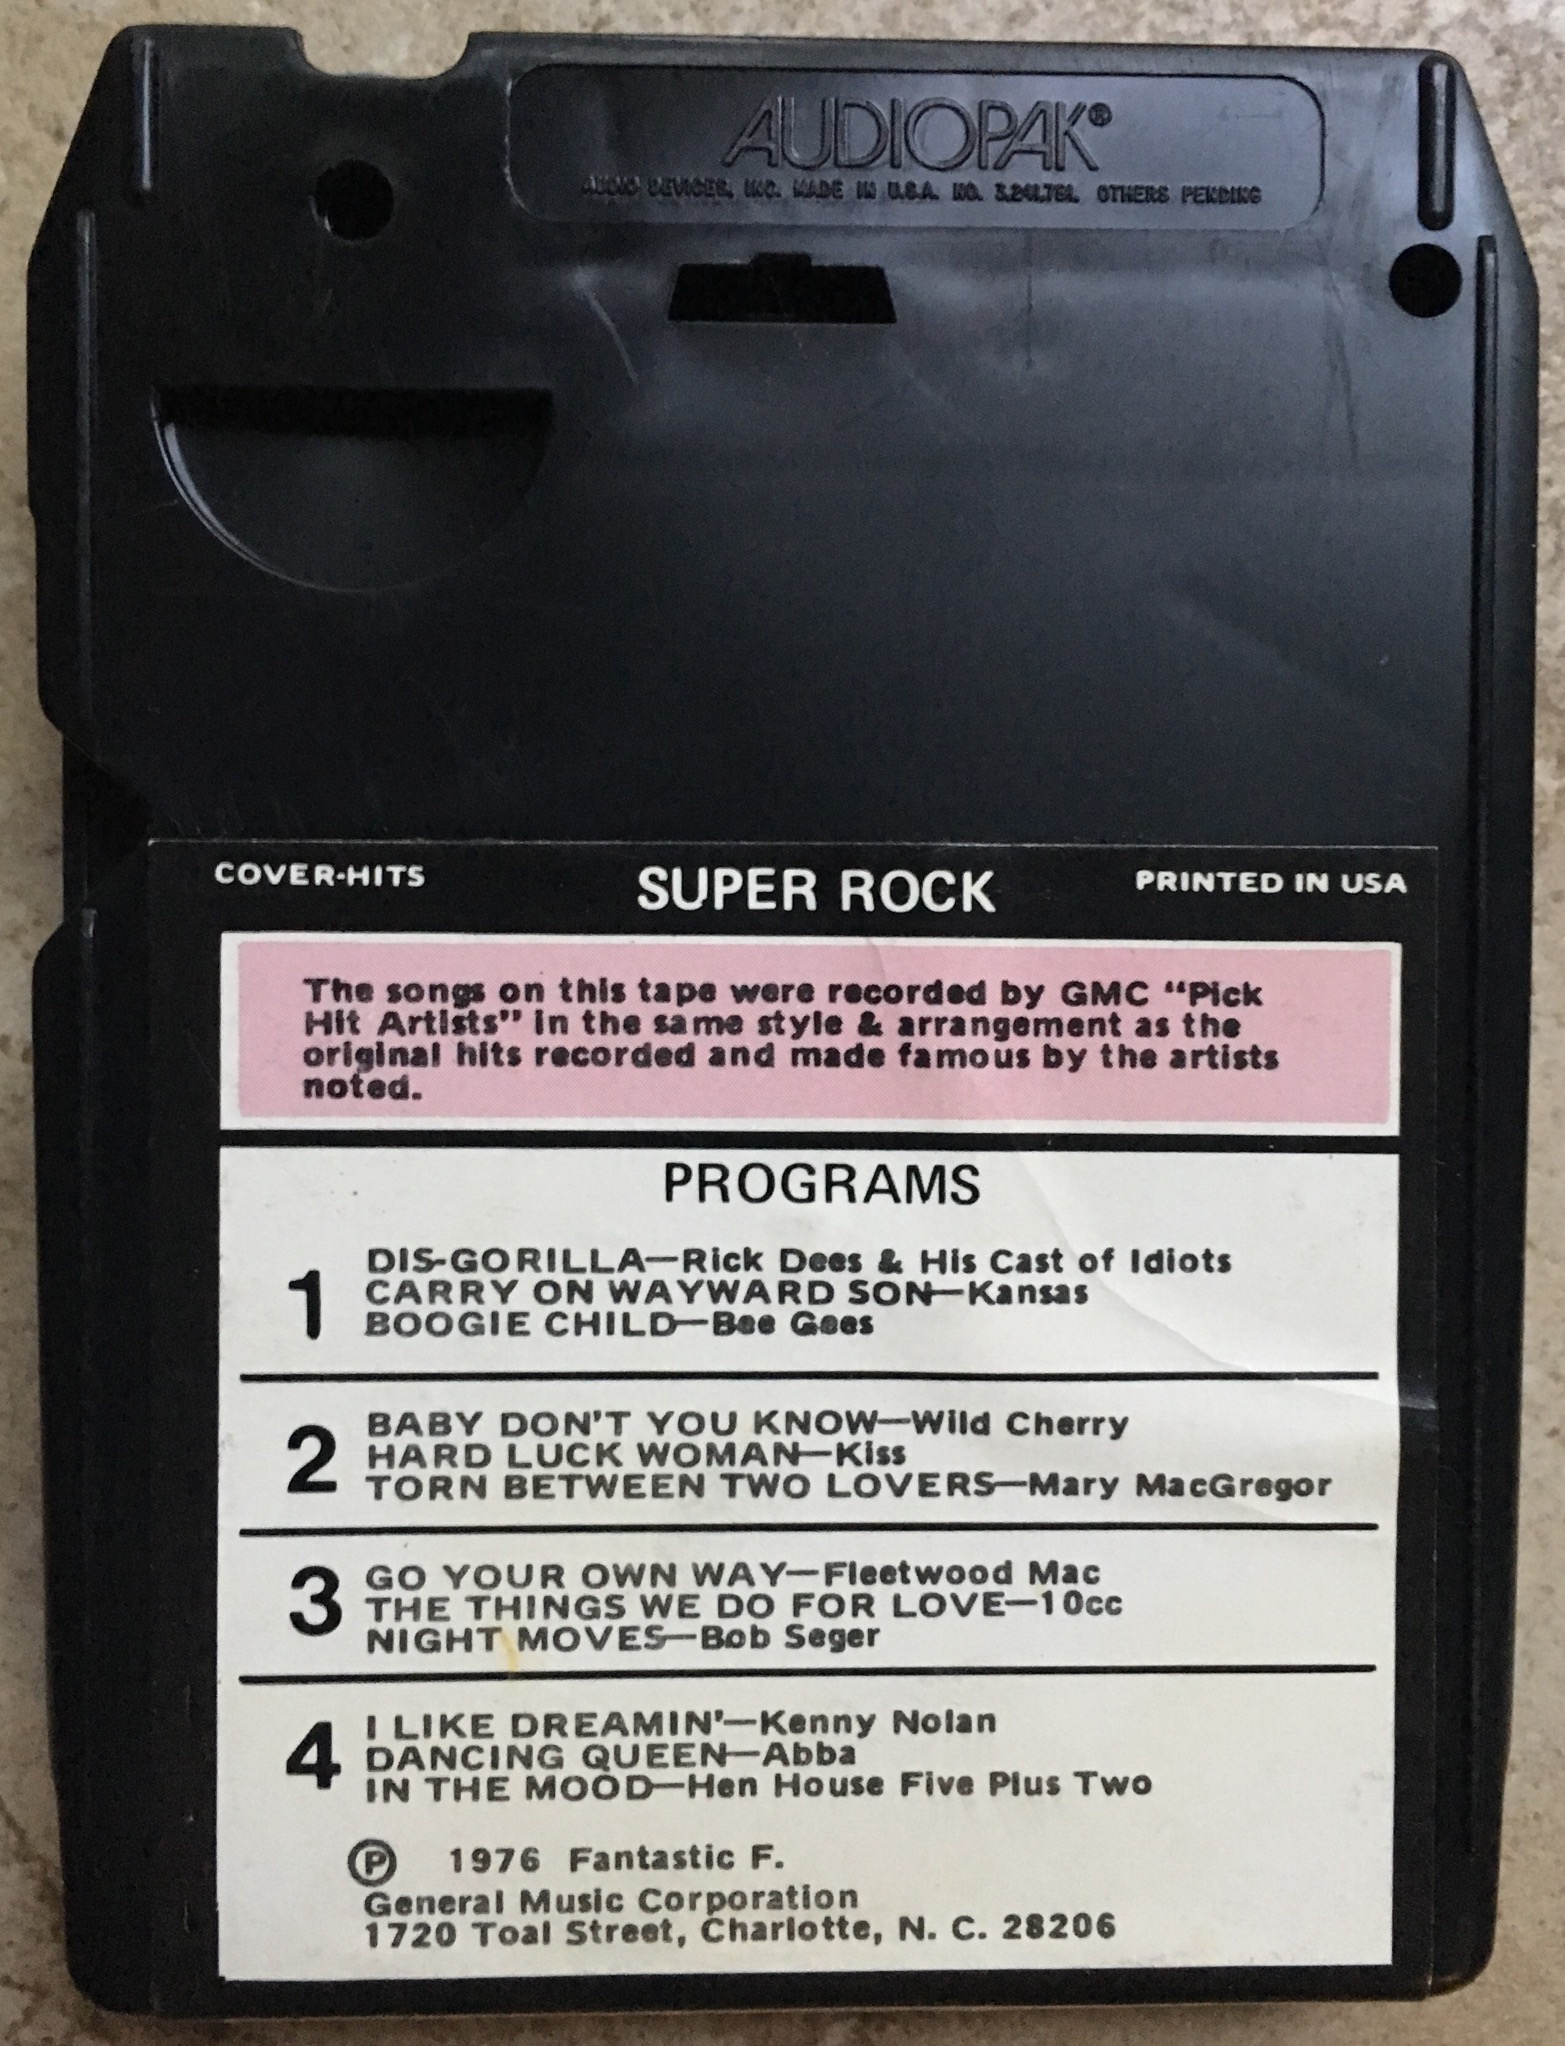 AUDIOPAK®
AUDIO DEVICES, INC. MADE IN U.S.A. NO. 3,241,781. OTHERS PENDING
COVER-HITS SUPER ROCK PRINTED IN USA
The songs on this tape were recorded by GMC "Pick
Hit Artists" in the same style & arrangement as the
original hits recorded and made famous by the artists
noted.
PROGRAMS
1 DIS-GORILLA—Rick Dees & His Cast of Idiots
CARRY ON WAYWARD SON—Kansas
BOOGIE CHILD—Bee Gees
2 BABY DON'T YOU KNOW—Wild Cherry
HARD LUCK WOMAN—Kiss
TORN BETWEEN TWO LOVERS—Mary MacGregor
3 GO YOUR OWN WAY—Fleetwood Mac
THE THINGS WE DO FOR LOVE—10cc
NIGHT MOVES—Bob Seger
4 I LIKE DREAMIN'—Kenny Nolan
DANCING QUEEN—Abba
IN THE MOOD—Hen House Five Plus Two
Ⓟ 1976 Fantastic F.
General Music Corporation
1720 Toal Street, Charlotte, N. C. 28206